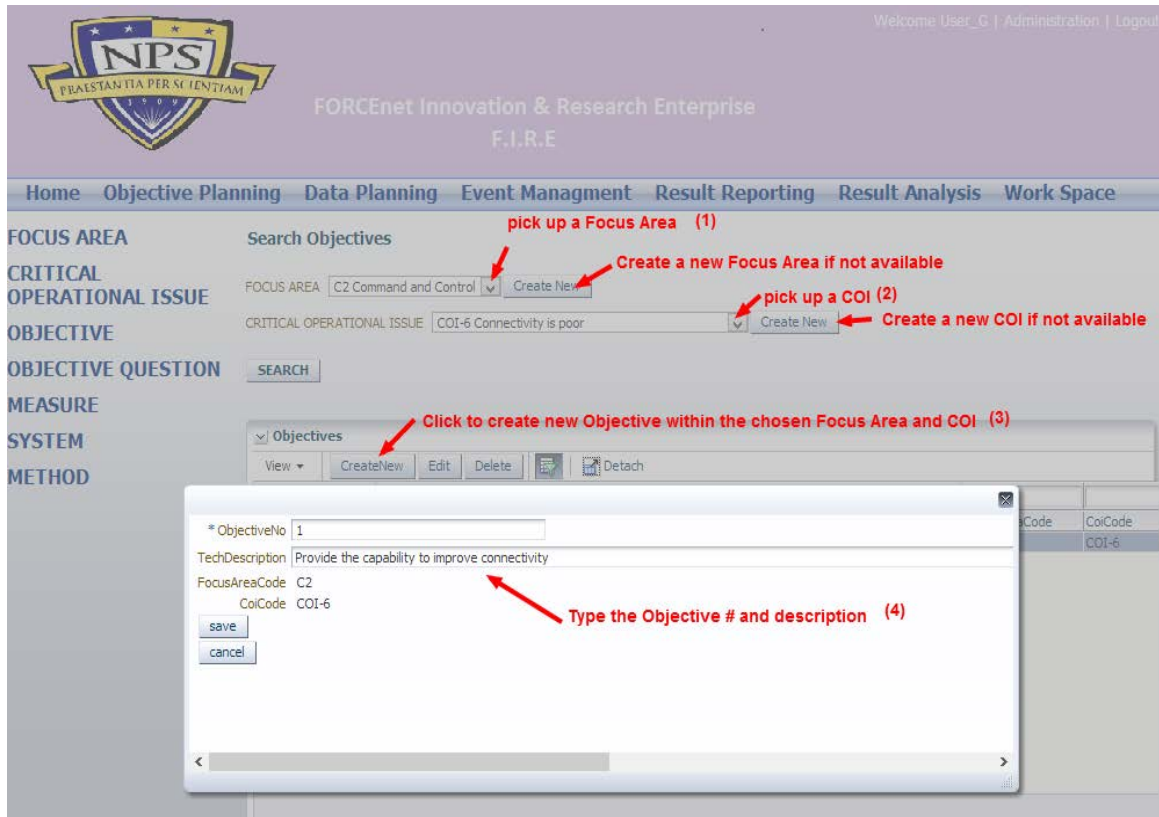 Welcome User_G | Administration | Logout
NPS
PRAESTANTIA PER SCIENTIAM
1909
FORCEnet Innovation & Research Enterprise
F.I.R.E
Home Objective Planning Data Planning Event Managment Result Reporting Result Analysis Work Space
pick up a Focus Area (1)
FOCUS AREA
Search Objectives
Create a new Focus Area if not available
CRITICAL
OPERATIONAL ISSUE
FOCUS AREA C2 Command and Control Create New
pick up a COI (2)
CRITICAL OPERATIONAL ISSUE COI-6 Connectivity is poor Create New
Create a new COI if not available
OBJECTIVE
OBJECTIVE QUESTION
SEARCH
MEASURE
Click to create new Objective within the chosen Focus Area and COI (3)
SYSTEM
Objectives
METHOD
View CreateNew Edit Delete Detach
* ObjectiveNo 1
aCode CoiCode
COI-6
TechDescription Provide the capability to improve connectivity
FocusAreaCode C2
CoiCode COI-6
Type the Objective # and description (4)
save
cancel